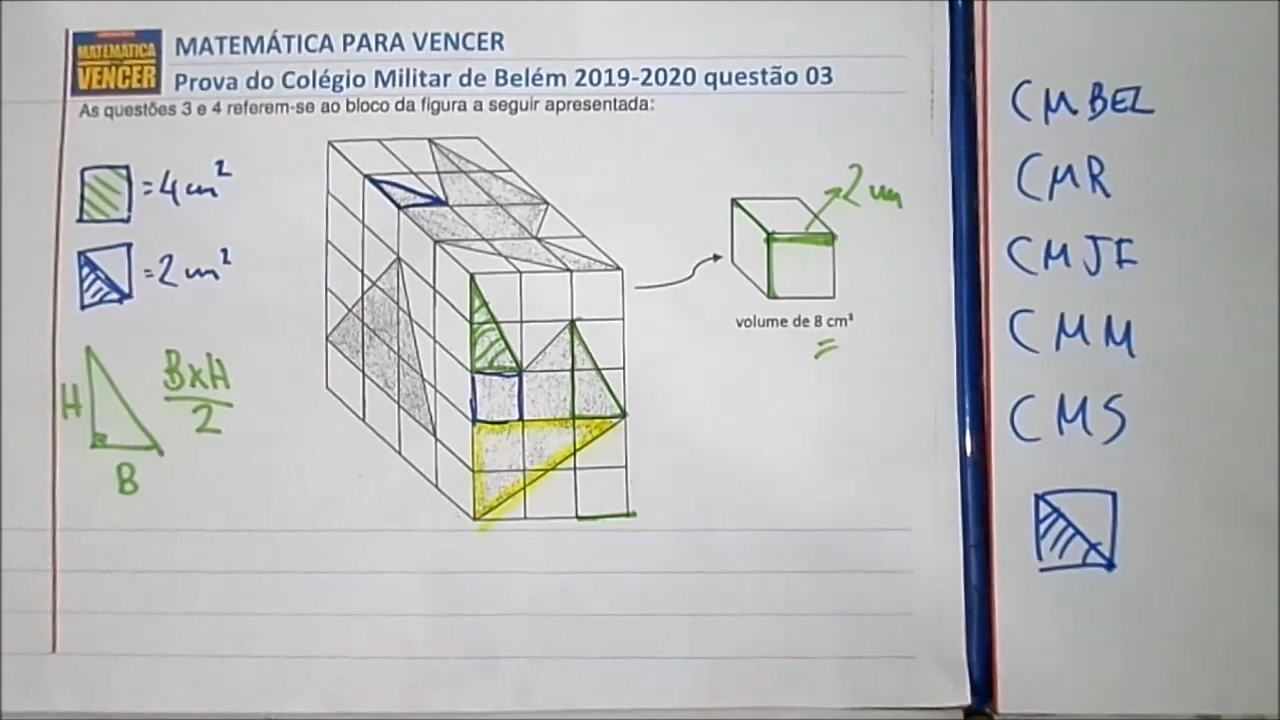 MATEMÁTICA
VENCER
MATEMÁTICA PARA VENCER
Prova do Colégio Militar de Belém 2019-2020 questão 03
As questões 3 e 4 referem-se ao bloco da figura a seguir apresentada:
= 4 cm²
= 2 cm²
H
B
BxH
2
2 cm
volume de 8 cm³
CMBEL
CMR
CMJF
CMM
CMS